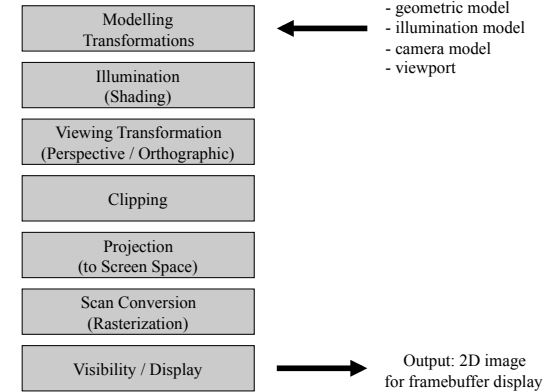 Modelling
Transformations
- geometric model
- illumination model
- camera model
- viewport
Illumination
(Shading)
Viewing Transformation
(Perspective / Orthographic)
Clipping
Projection
(to Screen Space)
Scan Conversion
(Rasterization)
Visibility / Display
Output: 2D image
for framebuffer display